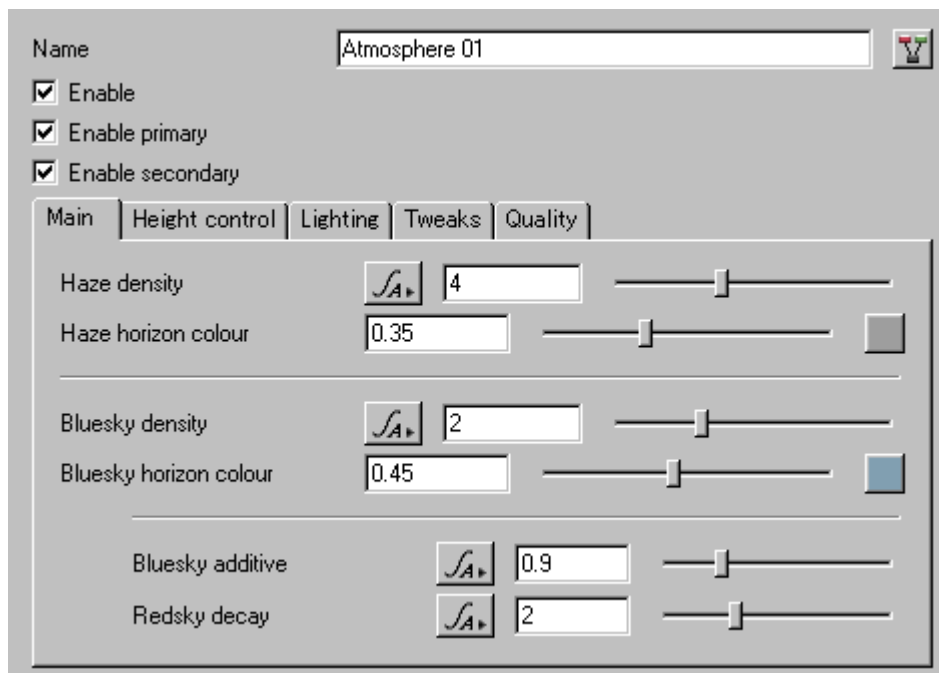 Name Atmosphere 01
Enable
Enable primary
Enable secondary
Main Height control Lighting Tweaks Quality
Haze density 4
Haze horizon colour 0.35
Bluesky density 2
Bluesky horizon colour 0.45
Bluesky additive 0.9
Redsky decay 2